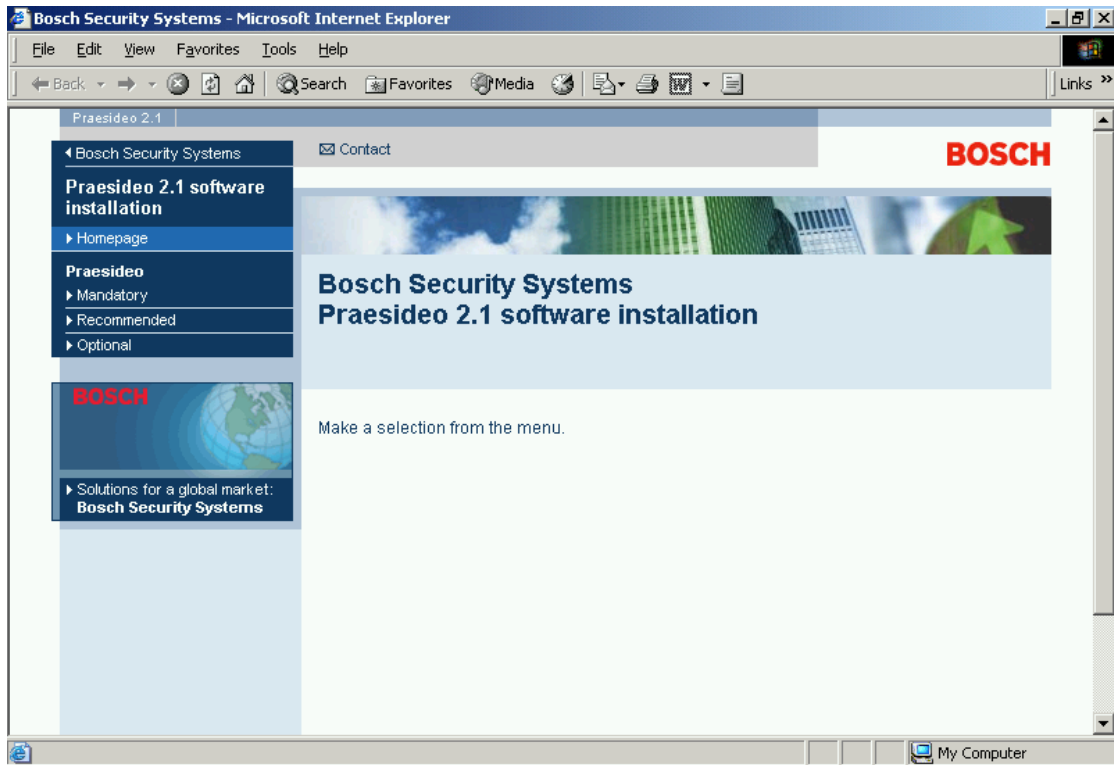 Bosch Security Systems - Microsoft Internet Explorer
File Edit View Favorites Tools Help
Back Search Favorites Media Links »
Praesideo 2.1
Bosch Security Systems
Contact
BOSCH
Praesideo 2.1 software
installation
Homepage
Praesideo
Mandatory
Recommended
Optional
Bosch Security Systems
Praesideo 2.1 software installation
BOSCH
Make a selection from the menu.
Solutions for a global market:
Bosch Security Systems
My Computer